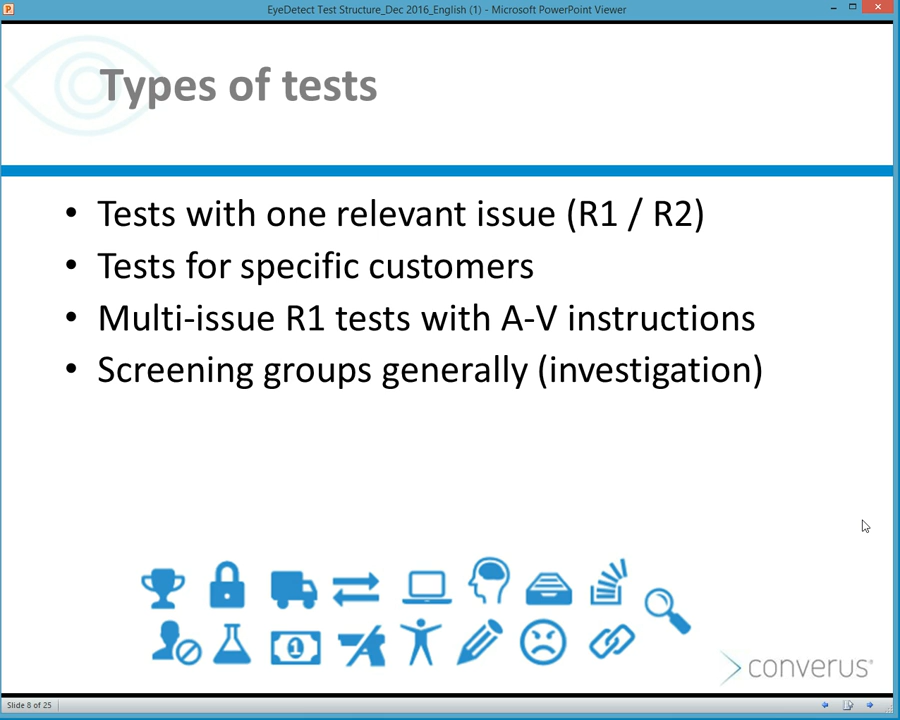 EyeDetect Test Structure_Dec 2016_English (1) - Microsoft PowerPoint Viewer
Types of tests
• Tests with one relevant issue (R1 / R2)
• Tests for specific customers
• Multi-issue R1 tests with A-V instructions
• Screening groups generally (investigation)
1
converus®
Slide 8 of 25